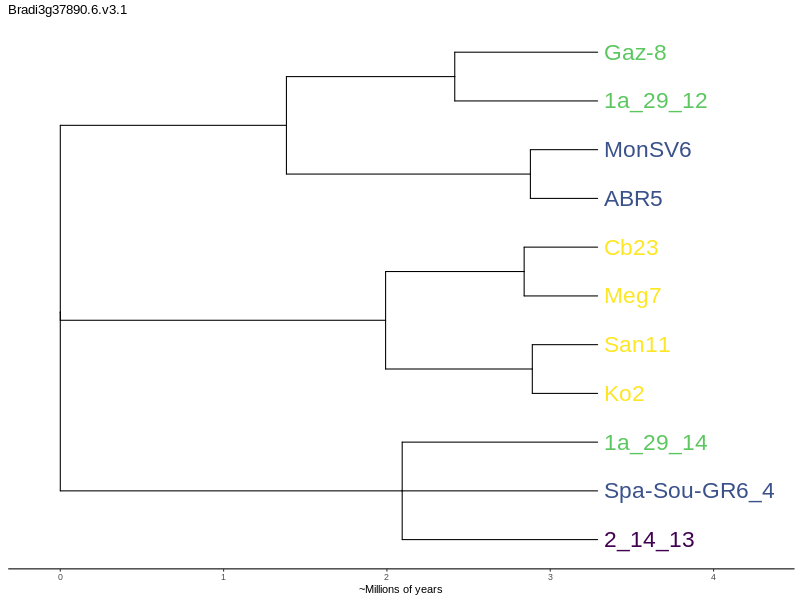 Bradi3g37890.6.v3.1
Gaz-8
1a_29_12
MonSV6
ABR5
Cb23
Meg7
San11
Ko2
1a_29_14
Spa-Sou-GR6_4
2_14_13
0 1 2 3 4
~Millions of years